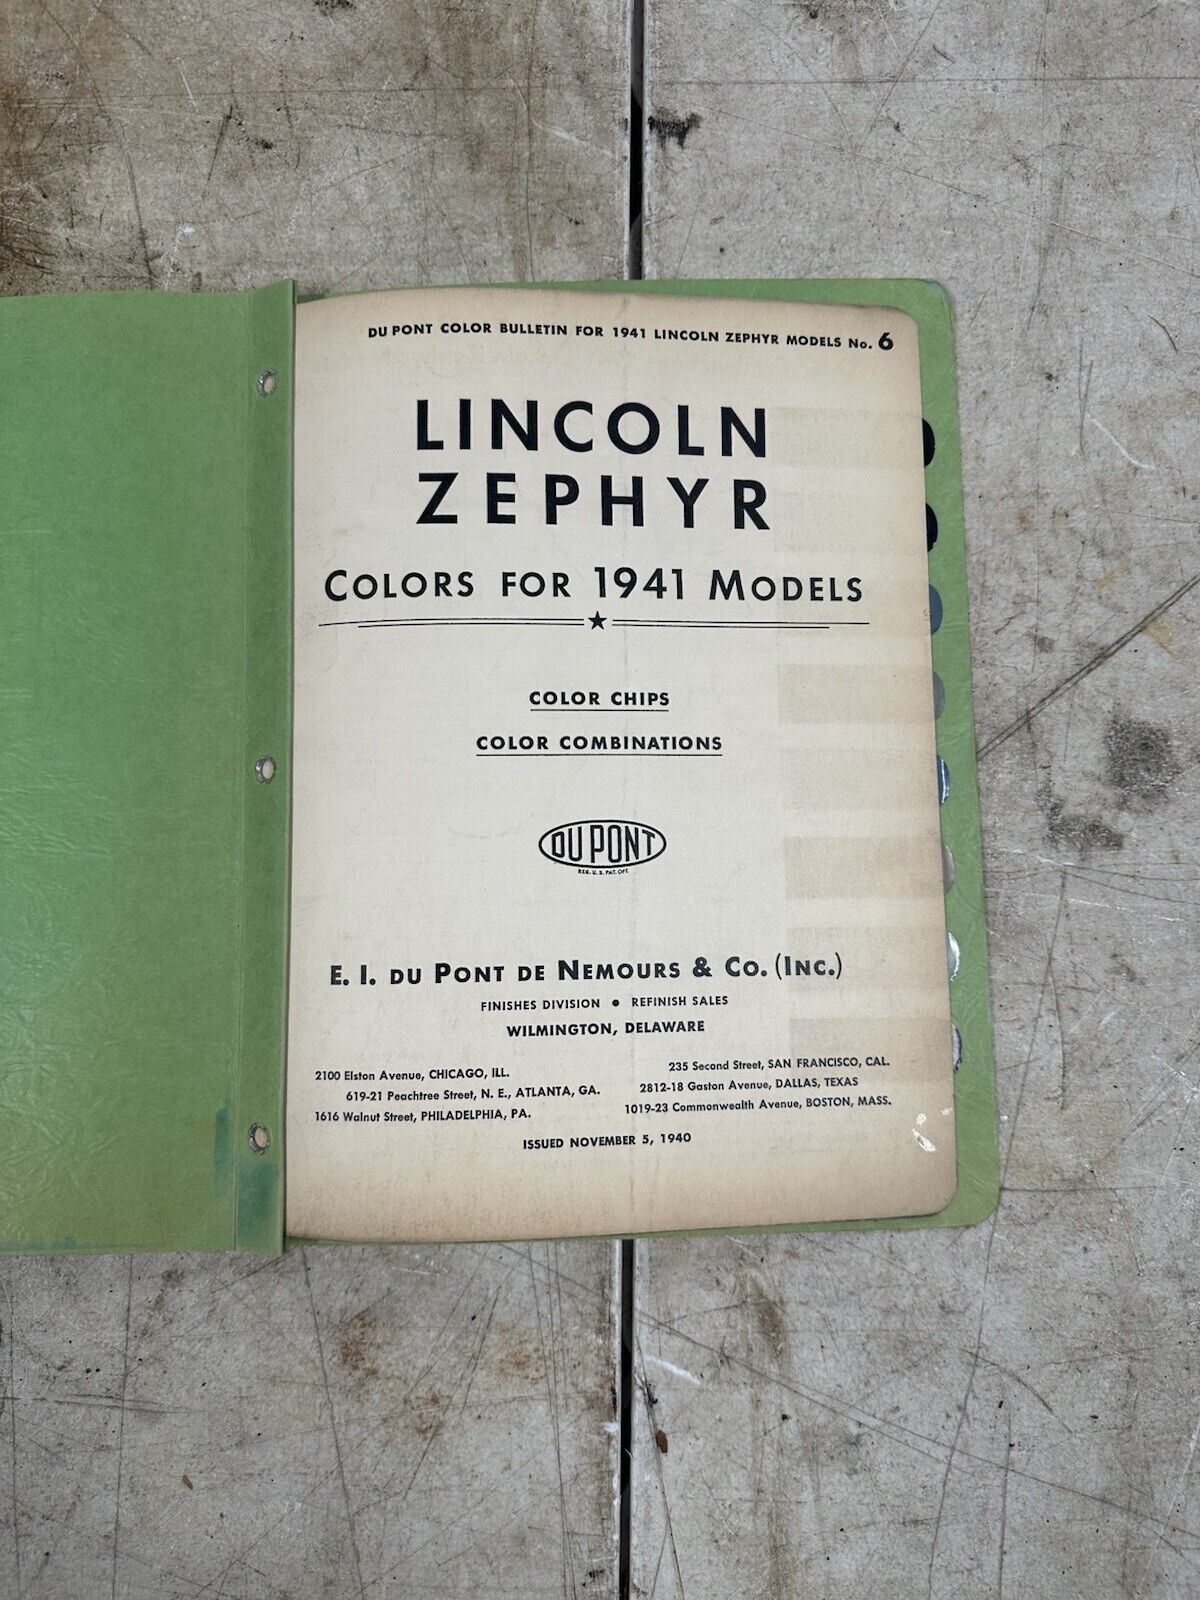 DU PONT COLOR BULLETIN FOR 1941 LINCOLN ZEPHYR MODELS No. 6
LINCOLN
ZEPHYR
COLORS FOR 1941 MODELS
COLOR CHIPS
COLOR COMBINATIONS
DU PONT
REG. U. S. PAT. OFF.
E. I. DU PONT DE NEMOURS & CO. (INC.)
FINISHES DIVISION ● REFINISH SALES
WILMINGTON, DELAWARE
2100 Elston Avenue, CHICAGO, ILL.
619-21 Peachtree Street, N. E., ATLANTA, GA.
1616 Walnut Street, PHILADELPHIA, PA.
235 Second Street, SAN FRANCISCO, CAL.
2812-18 Gaston Avenue, DALLAS, TEXAS
1019-23 Commonwealth Avenue, BOSTON, MASS.
ISSUED NOVEMBER 5, 1940